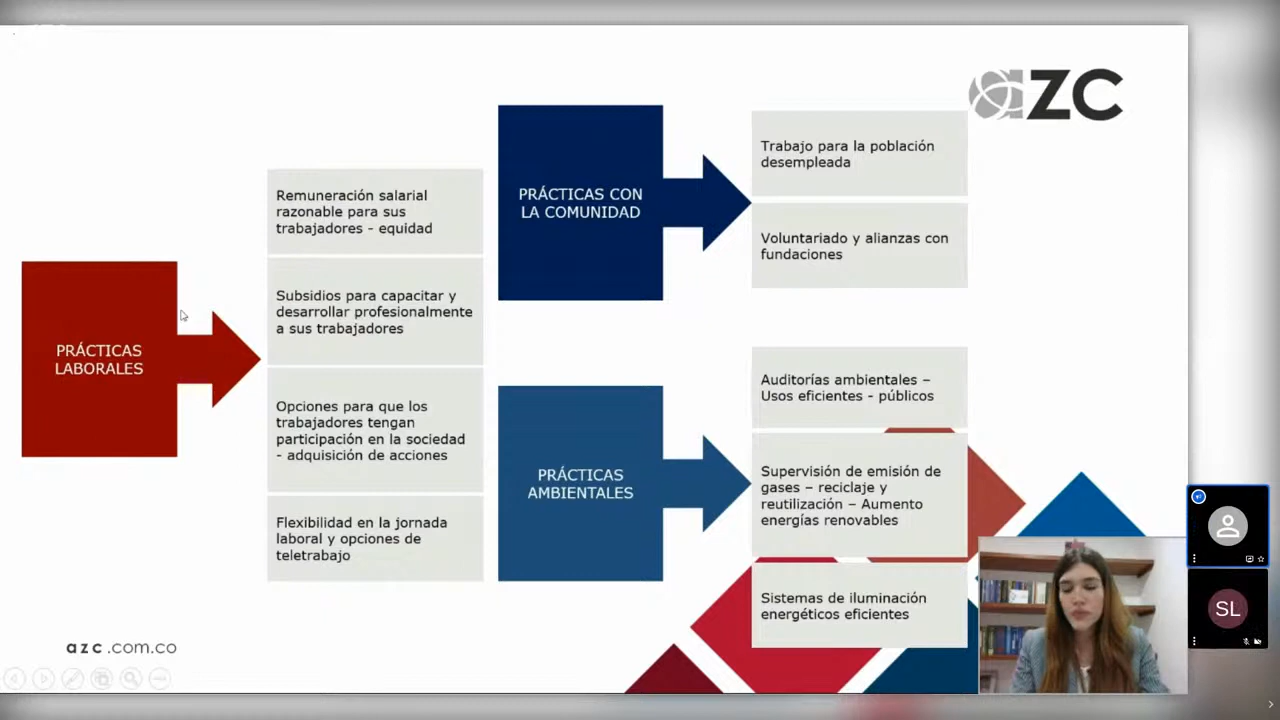 aZC
PRÁCTICAS
LABORALES
Remuneración salarial
razonable para sus
trabajadores - equidad
Subsidios para capacitar y
desarrollar profesionalmente
a sus trabajadores
Opciones para que los
trabajadores tengan
participación en la sociedad
- adquisición de acciones
Flexibilidad en la jornada
laboral y opciones de
teletrabajo
PRÁCTICAS CON
LA COMUNIDAD
Trabajo para la población
desempleada
Voluntariado y alianzas con
fundaciones
PRÁCTICAS
AMBIENTALES
Auditorías ambientales –
Usos eficientes - públicos
Supervisión de emisión de
gases – reciclaje y
reutilización – Aumento
energías renovables
Sistemas de iluminación
energéticos eficientes
azc.com.co
SL